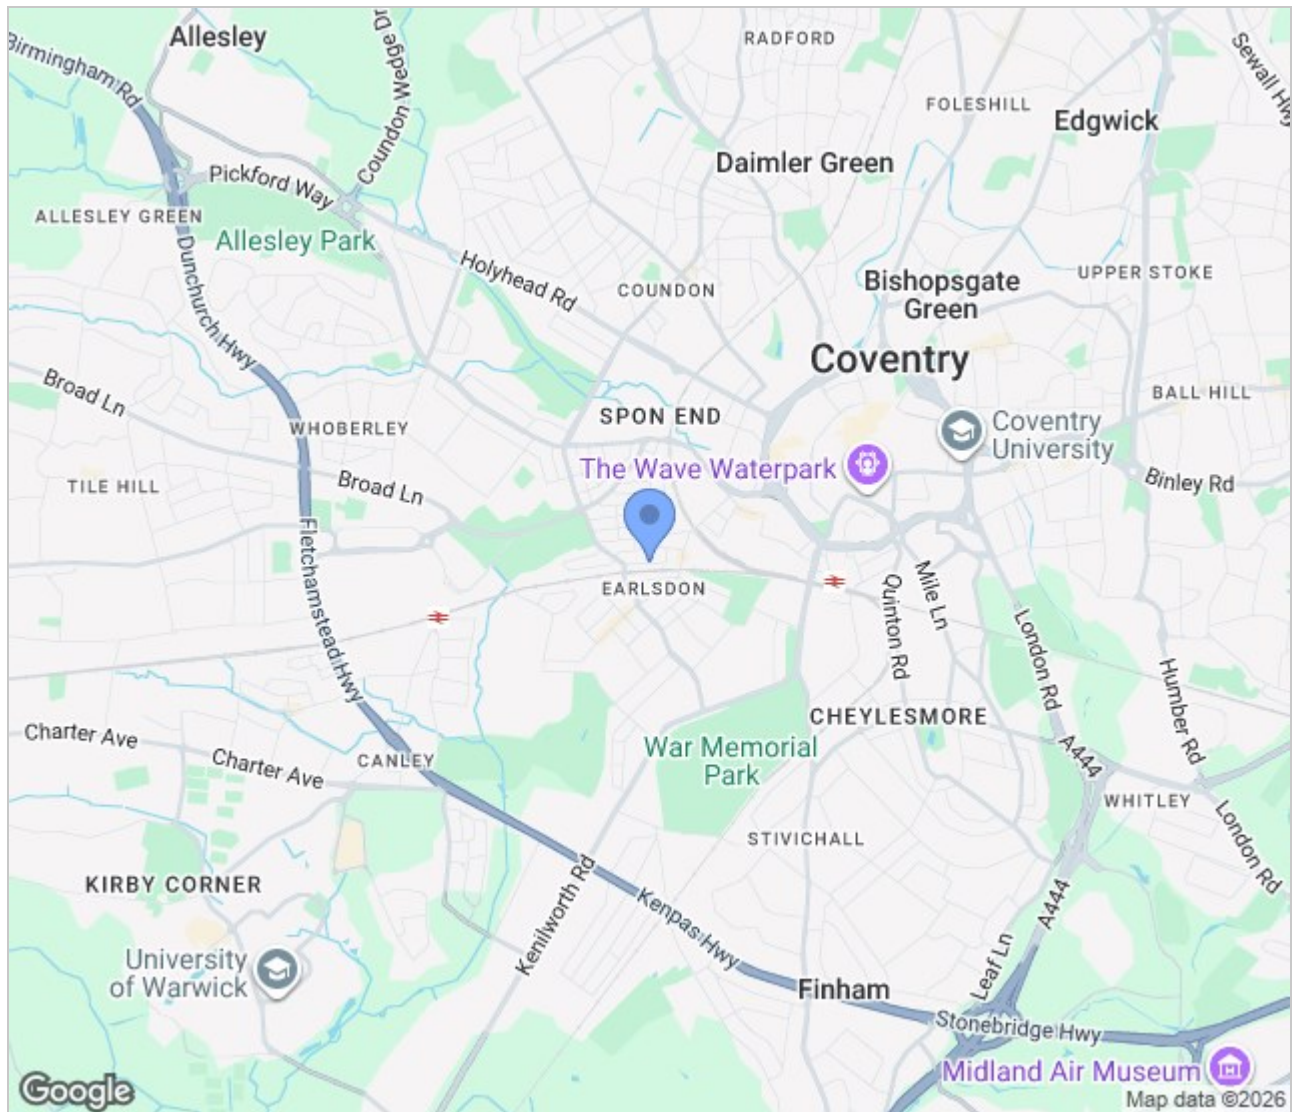 Allesley
Coundon Wedge Dr
RADFORD
Sewall Hwy
Birmingham Rd
FOLESHILL
Edgwick
Daimler Green
Pickford Way
ALLESLEY GREEN
Allesley Park
Dunchurch Hwy
Holyhead Rd
COUNDON
Bishopsgate
Green
UPPER STOKE
Coventry
Broad Ln
BALL HILL
SPON END
WHOBERLEY
Coventry
University
The Wave Waterpark
TILE HILL
Broad Ln
Binley Rd
Fletchamstead Hwy
EARLSDON
Quinton Rd
Mile Ln
London Rd
Humber Rd
CHEYLESMORE
Charter Ave
Charter Ave
CANLEY
War Memorial
Park
A444
WHITLEY
London Rd
STIVICHALL
KIRBY CORNER
Kenilworth Rd
Kenpas Hwy
A444
Leaf Ln
University
of Warwick
Finham
Stonebridge Hwy
Midland Air Museum
Google
Map data ©2026